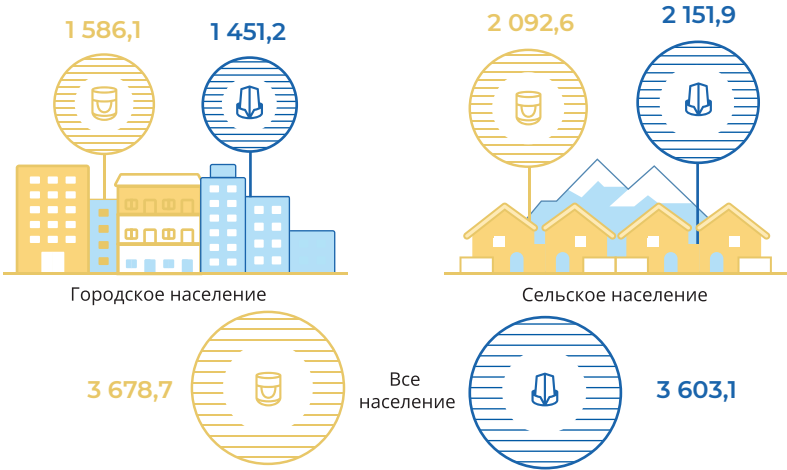 1 586,1
1 451,2
2 092,6
2 151,9
Городское население
Сельское население
3 678,7
Все
население
3 603,1